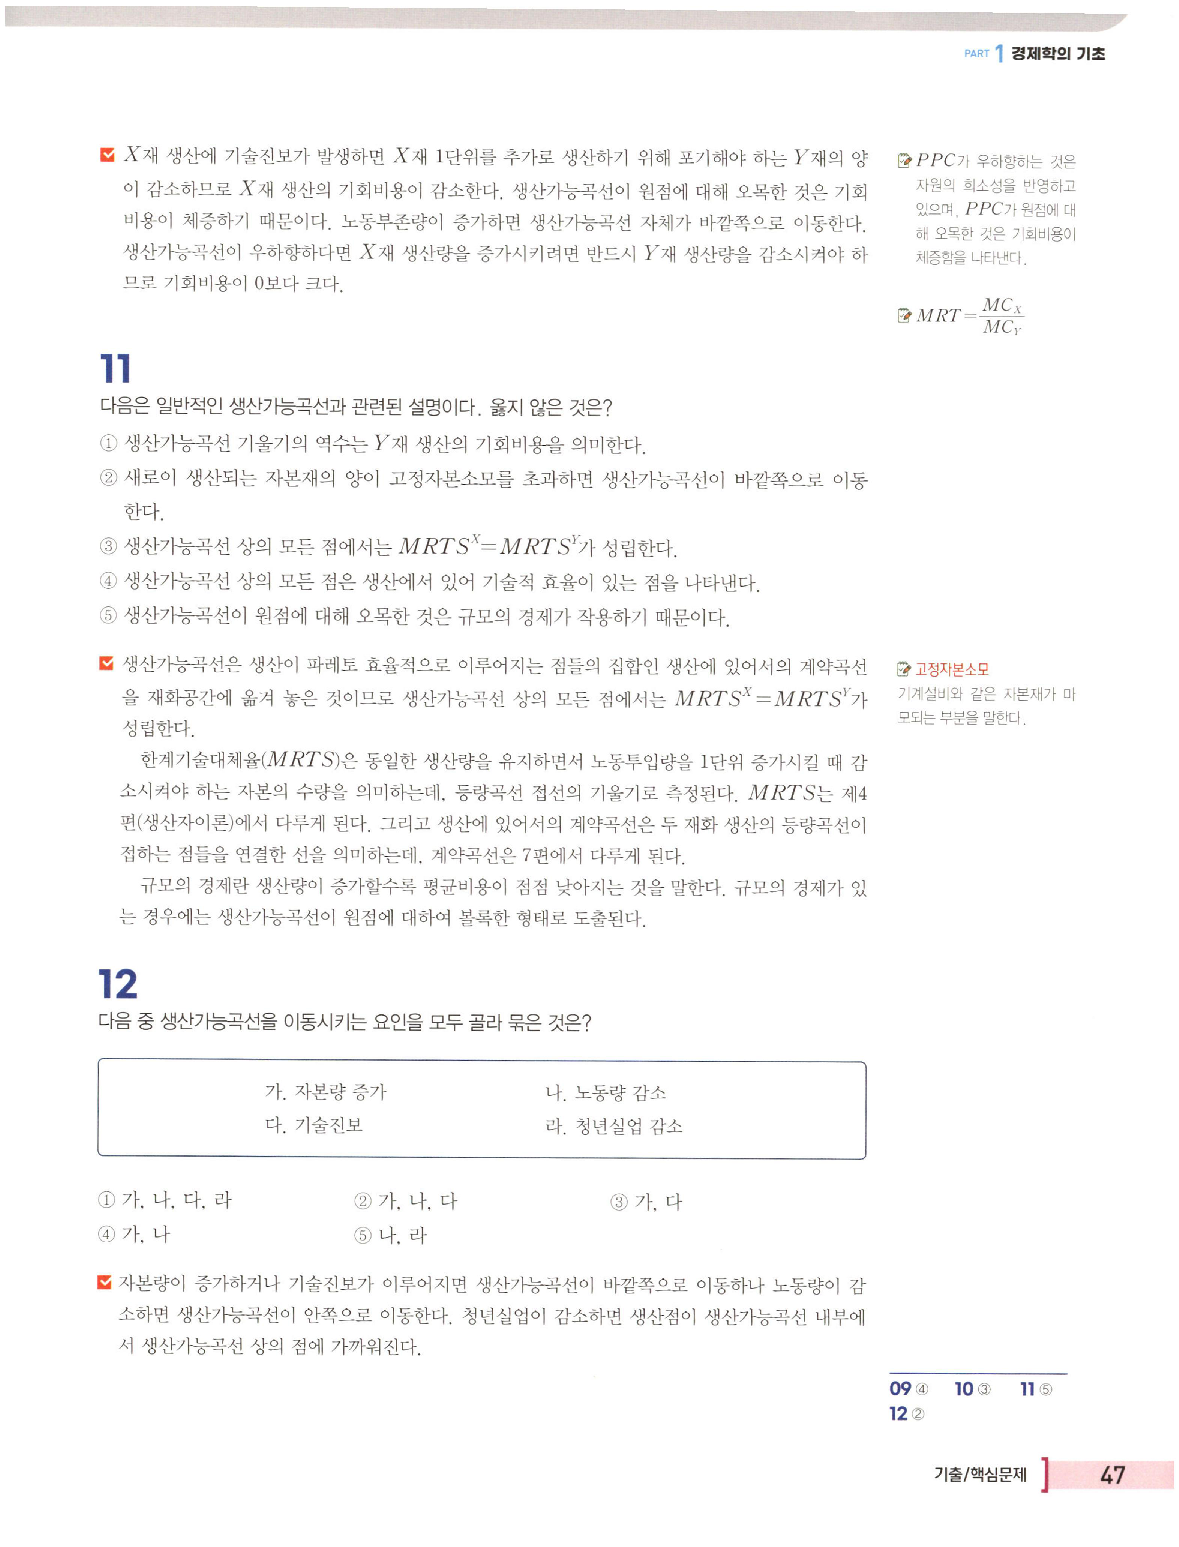 PART 1 경제학의 기초
X재 생산에 기술진보가 발생하면 X재 1단위를 추가로 생산하기 위해 포기해야 하는 Y재의 양
이 감소하므로 X재 생산의 기회비용이 감소한다. 생산가능곡선이 원점에 대해 오목한 것은 기회
비용이 체증하기 때문이다. 노동부존량이 증가하면 생산가능곡선 자체가 바깥쪽으로 이동한다.
생산가능곡선이 우하향하다면 X재 생산량을 증가시키려면 반드시 Y재 생산량을 감소시켜야 하
므로 기회비용이 0보다 크다.
PPC가 우하향하는 것은
자원의 희소성을 반영하고
있으며, PPC가 원점에 대
해 오목한 것은 기회비용이
체증함을 나타낸다.
MRT=MC_X/MC_Y
11
다음은 일반적인 생산가능곡선과 관련된 설명이다. 옳지 않은 것은?
① 생산가능곡선 기울기의 역수는 Y재 생산의 기회비용을 의미한다.
② 새로이 생산되는 자본재의 양이 고정자본소모를 초과하면 생산가능곡선이 바깥쪽으로 이동
한다.
③ 생산가능곡선 상의 모든 점에서는 MRTS^X=MRTS^Y가 성립한다.
④ 생산가능곡선 상의 모든 점은 생산에서 있어 기술적 효율이 있는 점을 나타낸다.
⑤ 생산가능곡선이 원점에 대해 오목한 것은 규모의 경제가 작용하기 때문이다.
생산가능곡선은 생산이 파레토 효율적으로 이루어지는 점들의 집합인 생산에 있어서의 계약곡선
을 재화공간에 옮겨 놓은 것이므로 생산가능곡선 상의 모든 점에서는 MRTS^X=MRTS^Y가
성립한다.
한계기술대체율(MRTS)은 동일한 생산량을 유지하면서 노동투입량을 1단위 증가시킬 때 감
소시켜야 하는 자본의 수량을 의미하는데, 등량곡선 접선의 기울기로 측정된다. MRTS는 제4
편(생산자이론)에서 다루게 된다. 그리고 생산에 있어서의 계약곡선은 두 재화 생산의 등량곡선이
접하는 점들을 연결한 선을 의미하는데, 계약곡선은 7편에서 다루게 된다.
규모의 경제란 생산량이 증가할수록 평균비용이 점점 낮아지는 것을 말한다. 규모의 경제가 있
는 경우에는 생산가능곡선이 원점에 대하여 볼록한 형태로 도출된다.
고정자본소모
기계설비와 같은 자본재가 마
모되는 부분을 말한다.
12
다음 중 생산가능곡선을 이동시키는 요인을 모두 골라 묶은 것은?
가. 자본량 증가 나. 노동량 감소
다. 기술진보 라. 청년실업 감소
① 가, 나, 다, 라 ② 가, 나, 다 ③ 가, 다
④ 가, 나 ⑤ 나, 라
자본량이 증가하거나 기술진보가 이루어지면 생산가능곡선이 바깥쪽으로 이동하나 노동량이 감
소하면 생산가능곡선이 안쪽으로 이동한다. 청년실업이 감소하면 생산점이 생산가능곡선 내부에
서 생산가능곡선 상의 점에 가까워진다.
09 ④ 10 ③ 11 ⑤
12 ②
기출/핵심문제 47